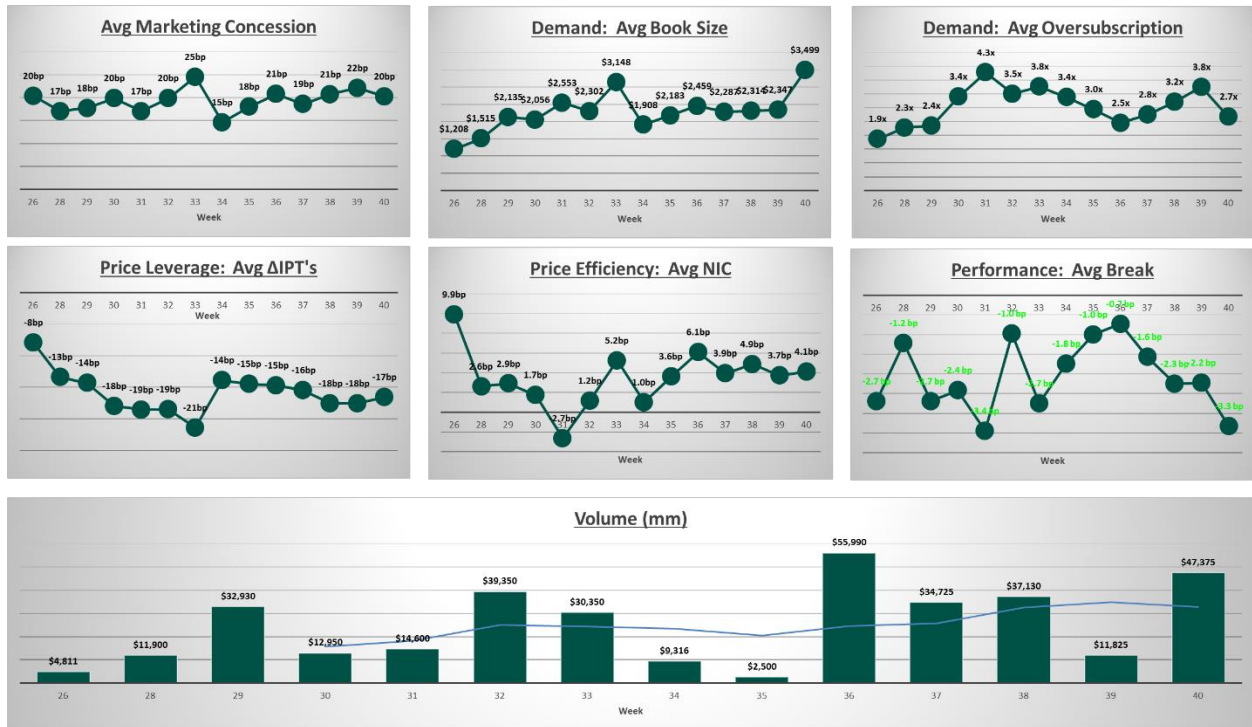 Avg Marketing Concession
20bp 17bp 18bp 20bp 17bp 20bp 25bp 15bp 18bp 21bp 19bp 21bp 22bp 20bp
26 28 29 30 31 32 33 34 35 36 37 38 39 40
Week
Demand: Avg Book Size
$1,208 $1,515 $2,135 $2,056 $2,553 $2,302 $3,148 $1,908 $2,183 $2,459 $2,287 $2,314 $2,347 $3,499
26 28 29 30 31 32 33 34 35 36 37 38 39 40
Week
Demand: Avg Oversubscription
1.9x 2.3x 2.4x 3.4x 4.3x 3.5x 3.8x 3.4x 3.0x 2.5x 2.8x 3.2x 3.8x 2.7x
26 28 29 30 31 32 33 34 35 36 37 38 39 40
Week
Price Leverage: Avg ΔIPT's
26 28 29 30 31 32 33 34 35 36 37 38 39 40
Week
-8bp -13bp -14bp -18bp -19bp -19bp -21bp -14bp -15bp -15bp -16bp -18bp -18bp -17bp
Price Efficiency: Avg NIC
9.9bp 2.6bp 2.9bp 1.7bp -2.7bp 1.2bp 5.2bp 1.0bp 3.6bp 6.1bp 3.9bp 4.9bp 3.7bp 4.1bp
26 28 29 30 31 32 33 34 35 36 37 38 39 40
Week
Performance: Avg Break
26 28 29 30 31 32 33 34 35 36 37 38 39 40
-2.7 bp -1.2 bp -2.4 bp -3.4 bp -1.0 bp -1.8 bp -1.0 bp -0.7 bp -1.6 bp -2.3 bp -2.2 bp -3.3 bp
Week
Volume (mm)
$4,811 $11,900 $32,930 $12,950 $14,600 $39,350 $30,350 $9,316 $2,500 $55,990 $34,725 $37,130 $11,825 $47,375
26 28 29 30 31 32 33 34 35 36 37 38 39 40
Week